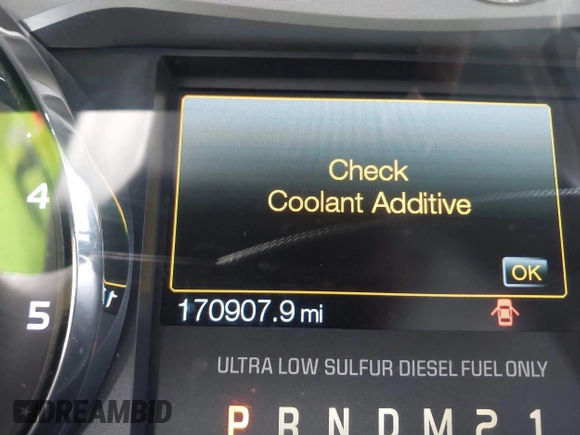 Check
Coolant Additive
OK
4
5
170907.9 mi
ULTRA LOW SULFUR DIESEL FUEL ONLY
P R N D M 2 1
DREAMBID